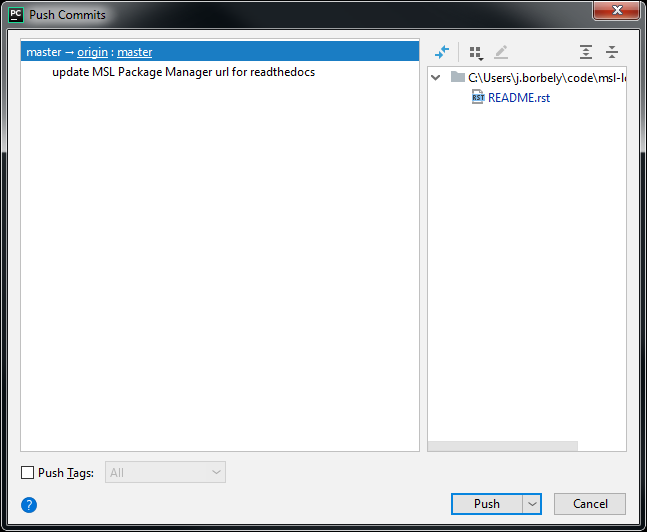 PC Push Commits
master → origin : master
update MSL Package Manager url for readthedocs
C:\Users\j.borbely\code\msl-l
RST README.rst
Push Tags: All
? Push Cancel